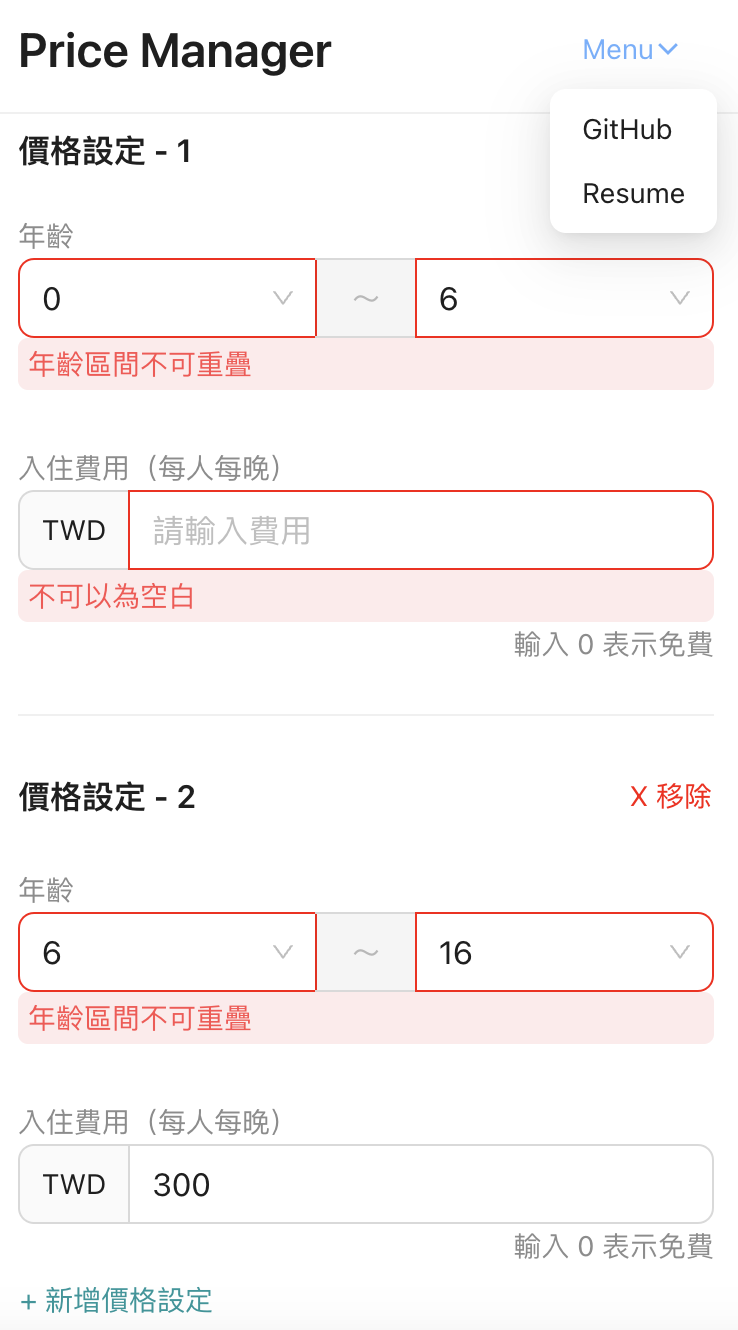 Price Manager
Menu
GitHub
Resume
價格設定 - 1
年齡
0 ～ 6
年齡區間不可重疊
入住費用（每人每晚）
TWD 請輸入費用
不可以為空白
輸入 0 表示免費
價格設定 - 2
X 移除
年齡
6 ～ 16
年齡區間不可重疊
入住費用（每人每晚）
TWD 300
輸入 0 表示免費
+ 新增價格設定